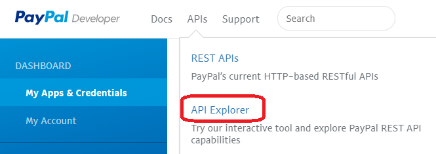 PayPal Developer
Docs APIs Support Search
DASHBOARD
My Apps & Credentials
My Account
REST APIs
PayPal's current HTTP-based RESTful APIs
API Explorer
Try our interactive tool and explore PayPal REST API
capabilities